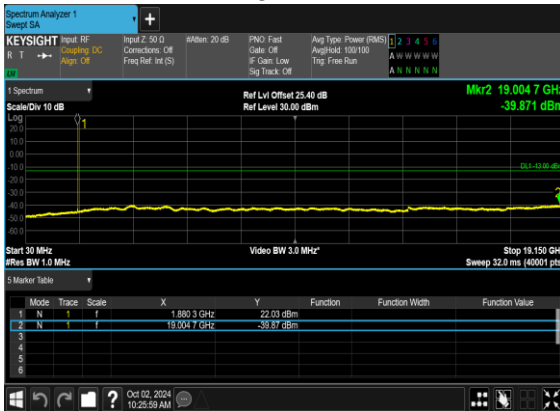 Spectrum Analyzer 1
Swept SA
+
KEYSIGHT Input: RF Input Z: 50 Ω #Atten: 20 dB PNO: Fast Avg Type: Power (RMS) 1 2 3 4 5 6
R T Coupling: DC Corrections: Off Gate: Off Avg|Hold: 100/100 A W W W W W
Align: Off Freq Ref: Int (S) IF Gain: Low Trig: Free Run
LW Sig Track: Off A N N N N N
1 Spectrum Ref Lvl Offset 25.40 dB Mkr2 19.004 7 GHz
Scale/Div 10 dB Ref Level 30.00 dBm -39.871 dBm
Log
20.0 1
10.0
0.00
-10.0 DL1 -13.00 dB
-20.0
-30.0
-40.0
-50.0
-60.0
Start 30 MHz Video BW 3.0 MHz* Stop 19.150 GH
#Res BW 1.0 MHz Sweep 32.0 ms (40001 pts
5 Marker Table
Mode Trace Scale X Y Function Function Width Function Value
1 N 1 f 1.880 3 GHz 22.03 dBm
2 N 1 f 19.004 7 GHz -39.87 dBm
3
4
5
6
? Oct 02, 2024
10:25:59 AM